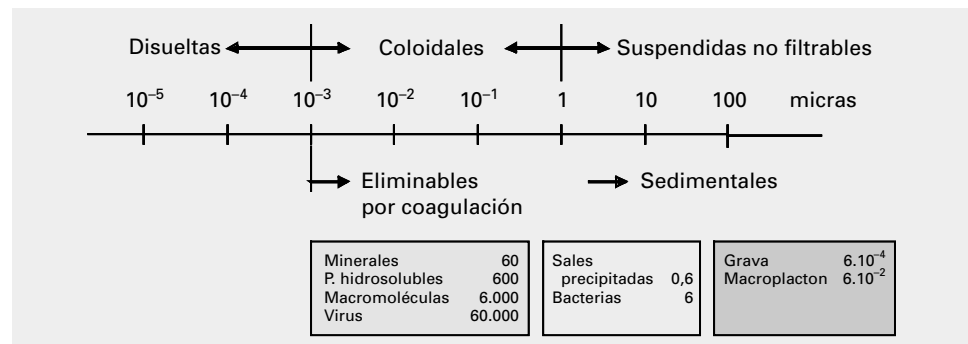 Disueltas Coloidales Suspendidas no filtrables
10⁻⁵ 10⁻⁴ 10⁻³ 10⁻² 10⁻¹ 1 10 100 micras
Eliminables
por coagulación
Sedimentales
Minerales 60
P. hidrosolubles 600
Macromoléculas 6.000
Virus 60.000
Sales
precipitadas 0,6
Bacterias 6
Grava 6.10⁻⁴
Macroplacton 6.10⁻²